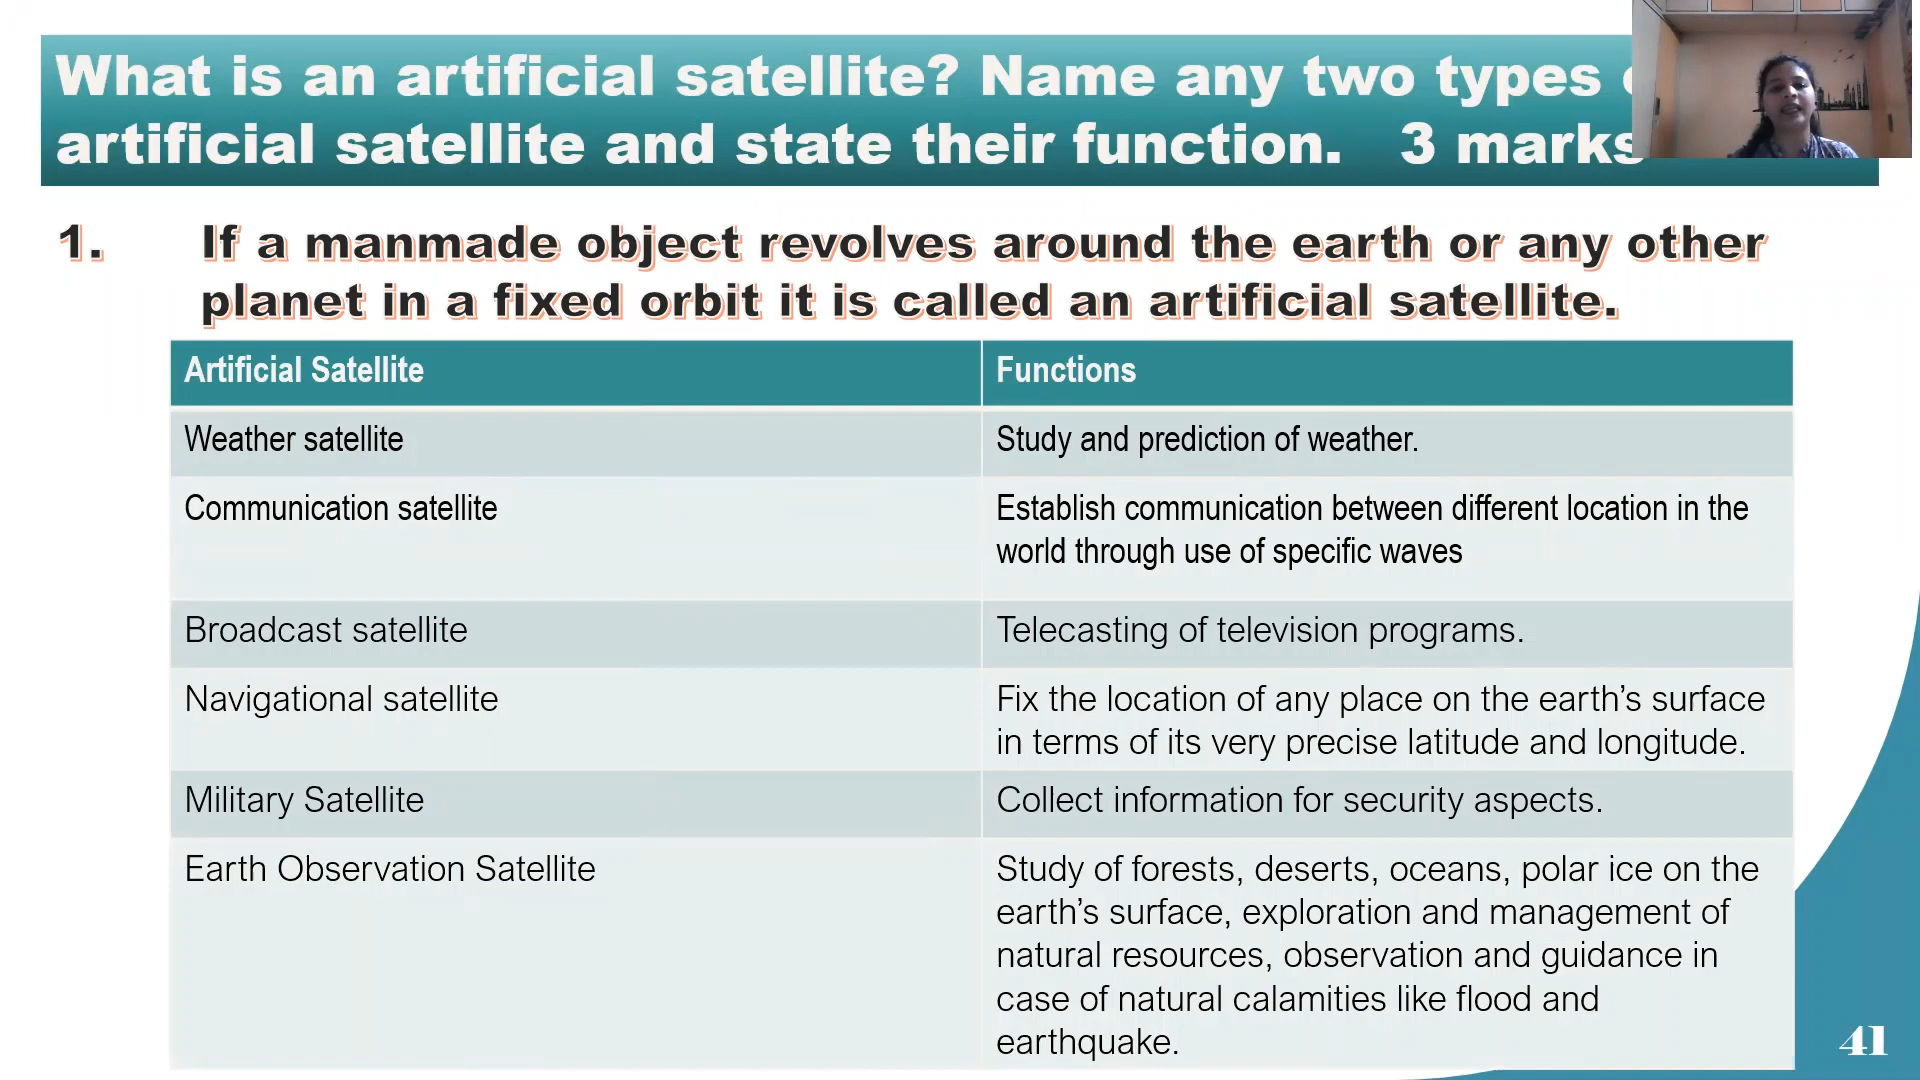 What is an artificial satellite? Name any two types
artificial satellite and state their function. 3 marks
1. If a manmade object revolves around the earth or any other
planet in a fixed orbit it is called an artificial satellite.
Artificial Satellite Functions
Weather satellite Study and prediction of weather.
Communication satellite Establish communication between different location in the
world through use of specific waves
Broadcast satellite Telecasting of television programs.
Navigational satellite Fix the location of any place on the earth's surface
in terms of its very precise latitude and longitude.
Military Satellite Collect information for security aspects.
Earth Observation Satellite Study of forests, deserts, oceans, polar ice on the
earth's surface, exploration and management of
natural resources, observation and guidance in
case of natural calamities like flood and
earthquake.
41